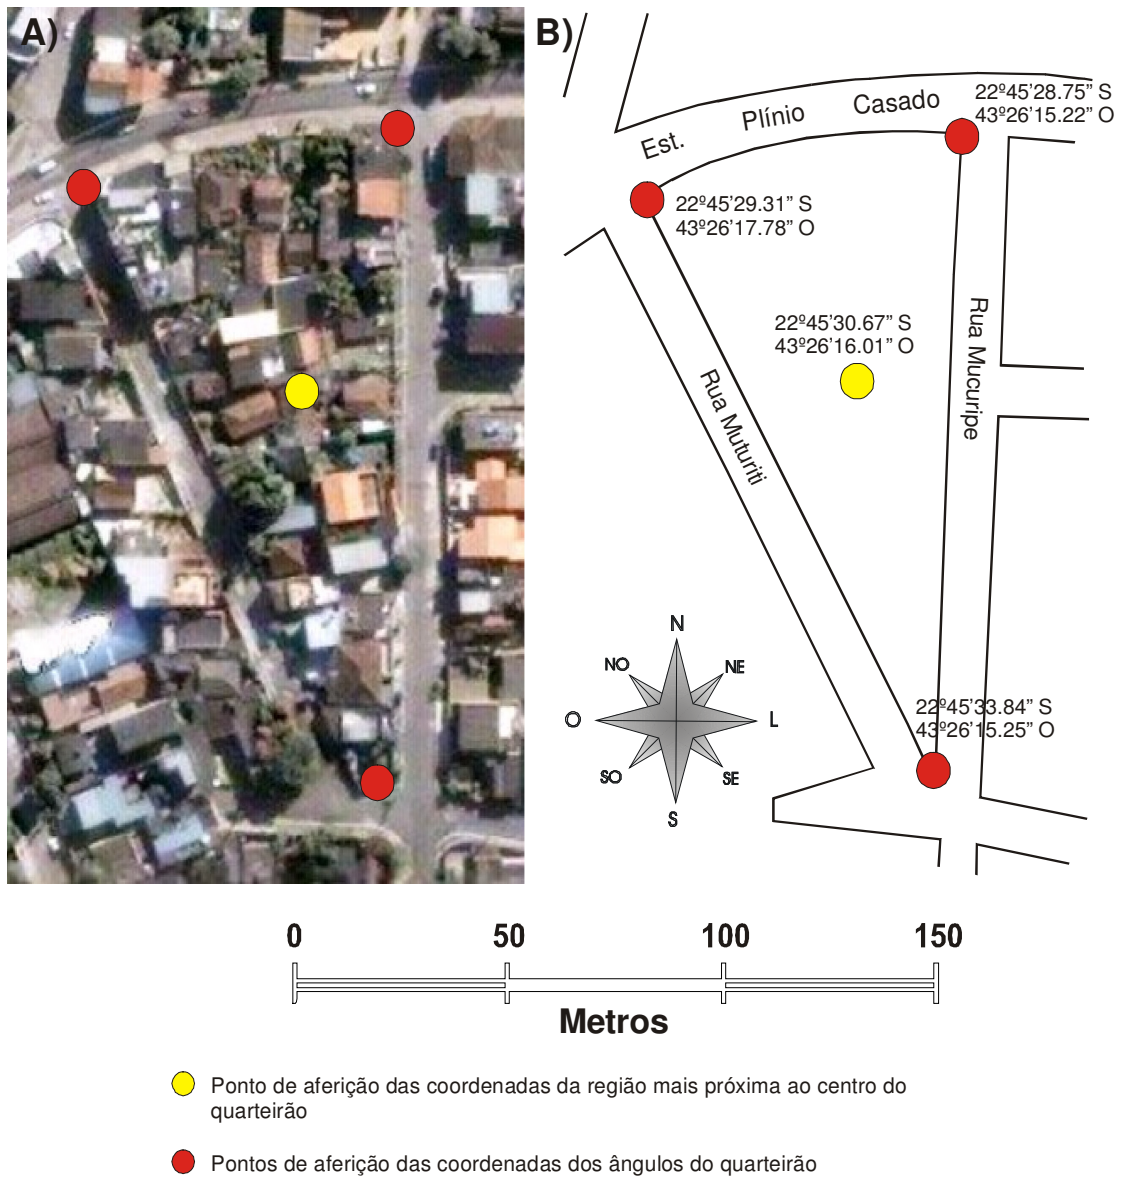 A)
B)
Est. Plínio Casado
22º45’28.75” S
43º26’15.22” O
22º45’29.31” S
43º26’17.78” O
22º45’30.67” S
43º26’16.01” O
Rua Mucuripe
Rua Muturiti
N
NO
NE
O
L
SO
SE
S
22º45’33.84” S
43º26’15.25” O
0 50 100 150
Metros
Ponto de aferição das coordenadas da região mais próxima ao centro do
quarteirão
Pontos de aferição das coordenadas dos ângulos do quarteirão